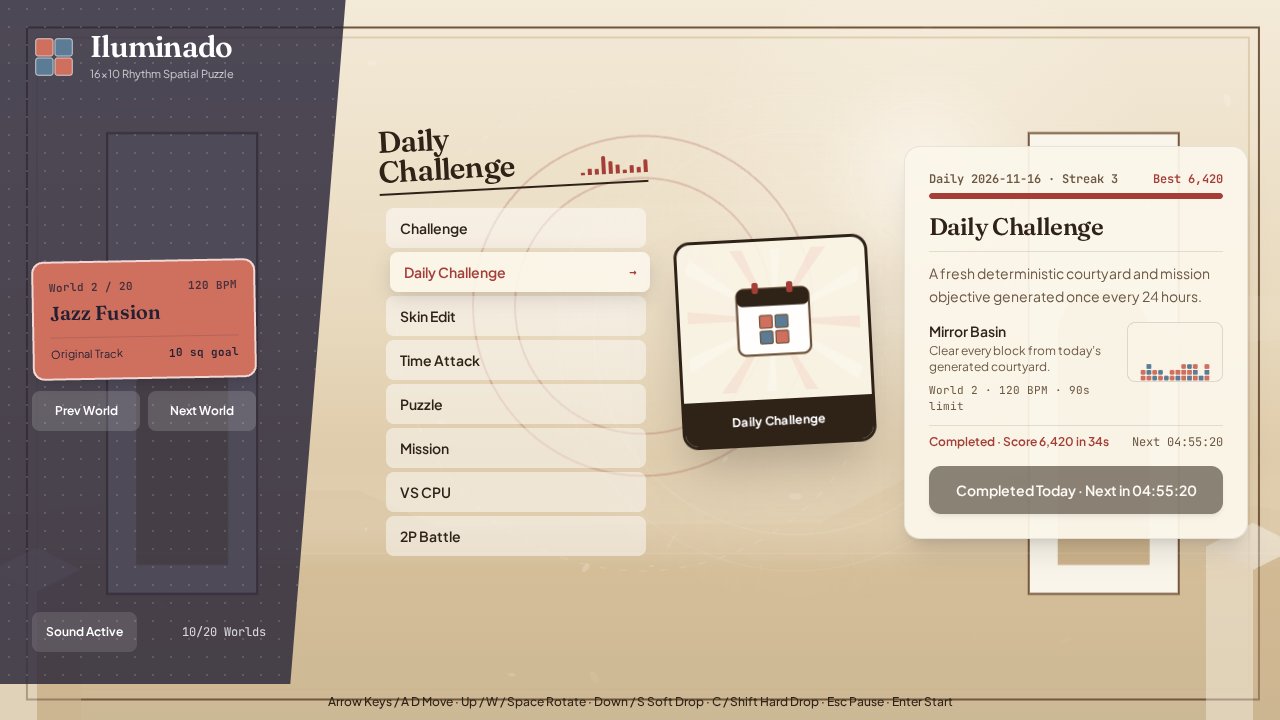 Iluminado
16×10 Rhythm Spatial Puzzle
World 2 / 20
120 BPM
Jazz Fusion
Original Track
10 sq goal
Prev World
Next World
Sound Active
10/20 Worlds
Daily
Challenge
Challenge
Daily Challenge →
Skin Edit
Time Attack
Puzzle
Mission
VS CPU
2P Battle
Daily Challenge
Daily 2026-11-16 · Streak 3
Best 6,420
Daily Challenge
A fresh deterministic courtyard and mission
objective generated once every 24 hours.
Mirror Basin
Clear every block from today's
generated courtyard.
World 2 · 120 BPM · 90s
limit
Completed · Score 6,420 in 34s
Next 04:55:20
Completed Today · Next in 04:55:20
Arrow Keys / A D Move · Up / W / Space Rotate · Down / S Soft Drop · C / Shift Hard Drop · Esc Pause · Enter Start